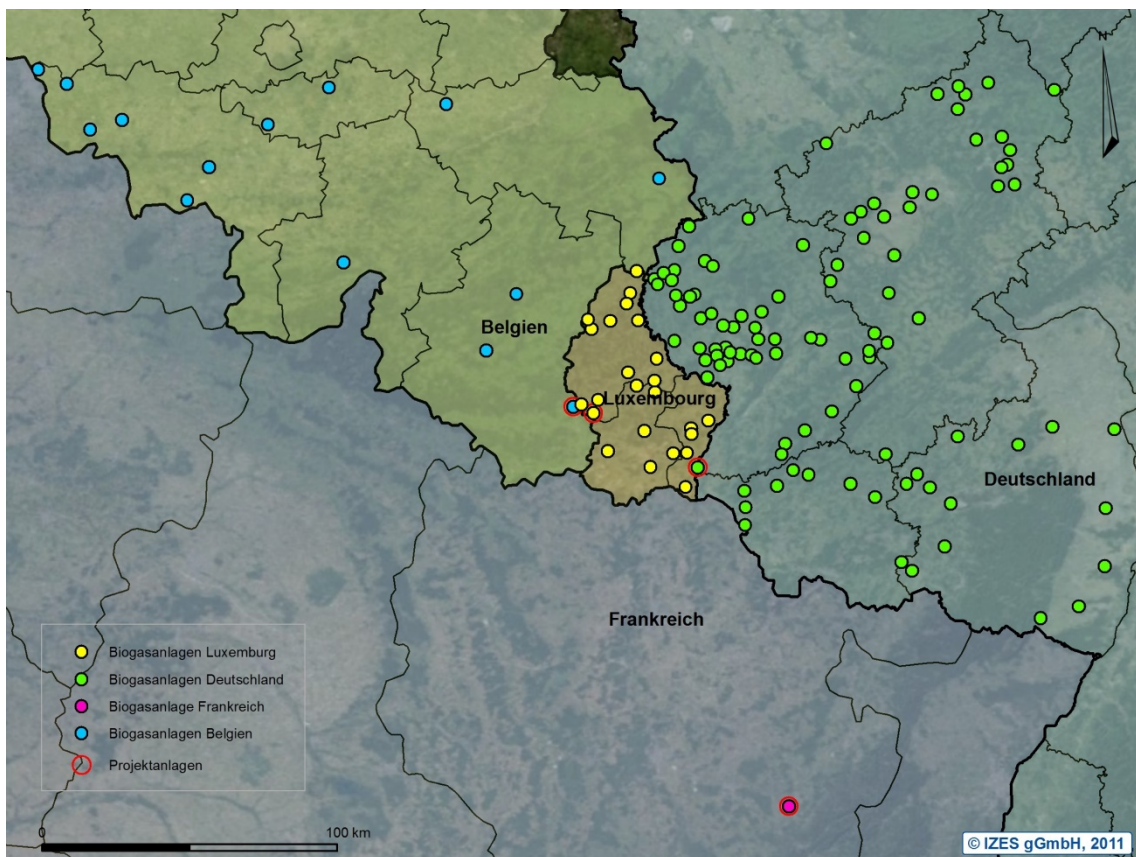 N
Belgien
Luxembourg
Deutschland
Frankreich
Biogasanlagen Luxemburg
Biogasanlagen Deutschland
Biogasanlage Frankreich
Biogasanlagen Belgien
Projektanlagen
0
100 km
© IZES gGmbH, 2011